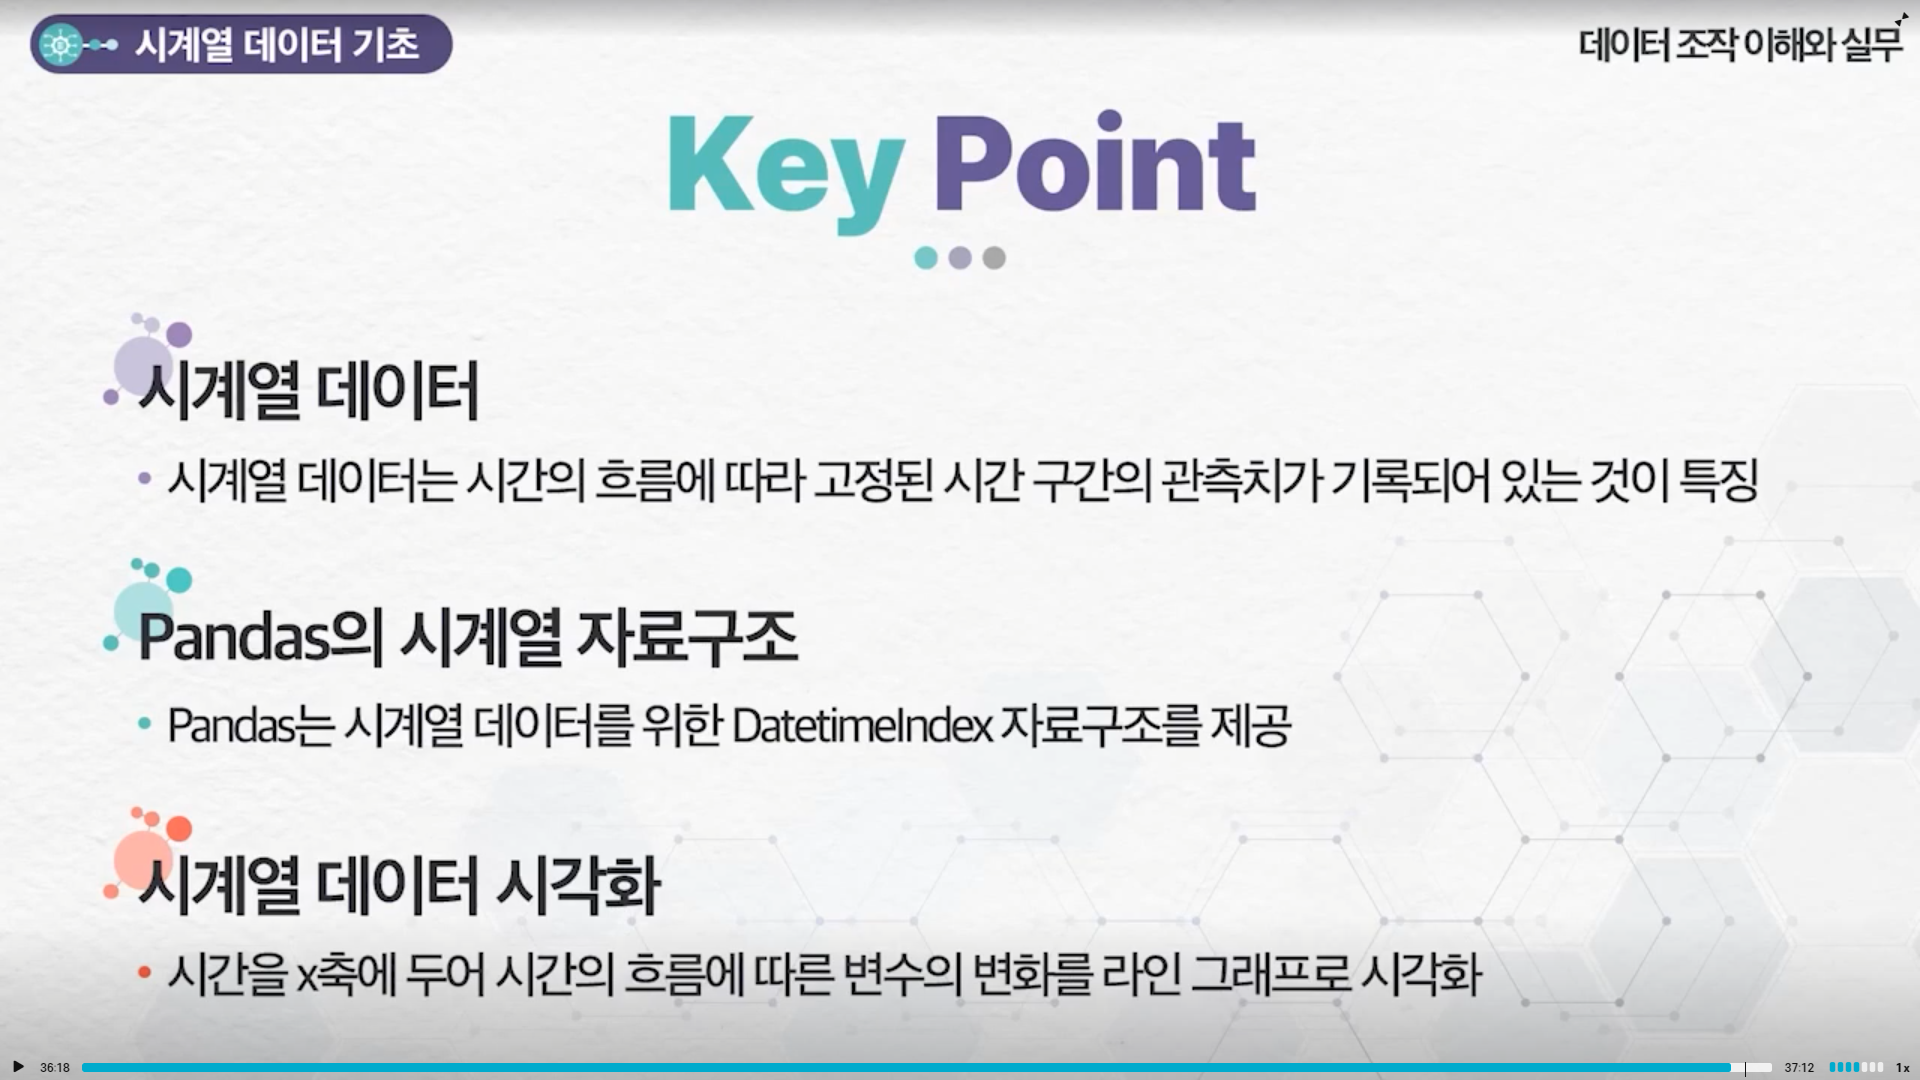 시계열 데이터 기초
데이터 조작 이해와 실무
Key Point
시계열 데이터
• 시계열 데이터는 시간의 흐름에 따라 고정된 시간 구간의 관측치가 기록되어 있는 것이 특징
Pandas의 시계열 자료구조
• Pandas는 시계열 데이터를 위한 DatetimeIndex 자료구조를 제공
시계열 데이터 시각화
• 시간을 x축에 두어 시간의 흐름에 따른 변수의 변화를 라인 그래프로 시각화
36:18
37:12
1x